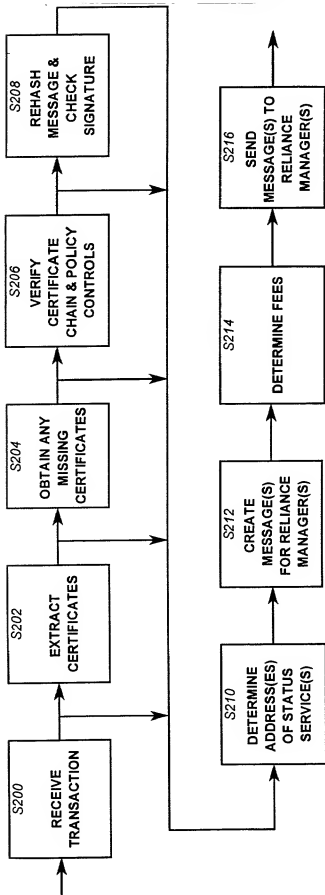 S200
RECEIVE
TRANSACTION
S202
EXTRACT
CERTIFICATES
S204
OBTAIN ANY
MISSING
CERTIFICATES
S206
VERIFY
CERTIFICATE
CHAIN & POLICY
CONTROLS
S208
REHASH
MESSAGE &
CHECK
SIGNATURE
S210
DETERMINE
ADDRESS(ES)
OF STATUS
SERVICE(S)
S212
CREATE
MESSAGE(S)
FOR RELIANCE
MANAGER(S)
S214
DETERMINE FEES
S216
SEND
MESSAGE(S) TO
RELIANCE
MANAGER(S)